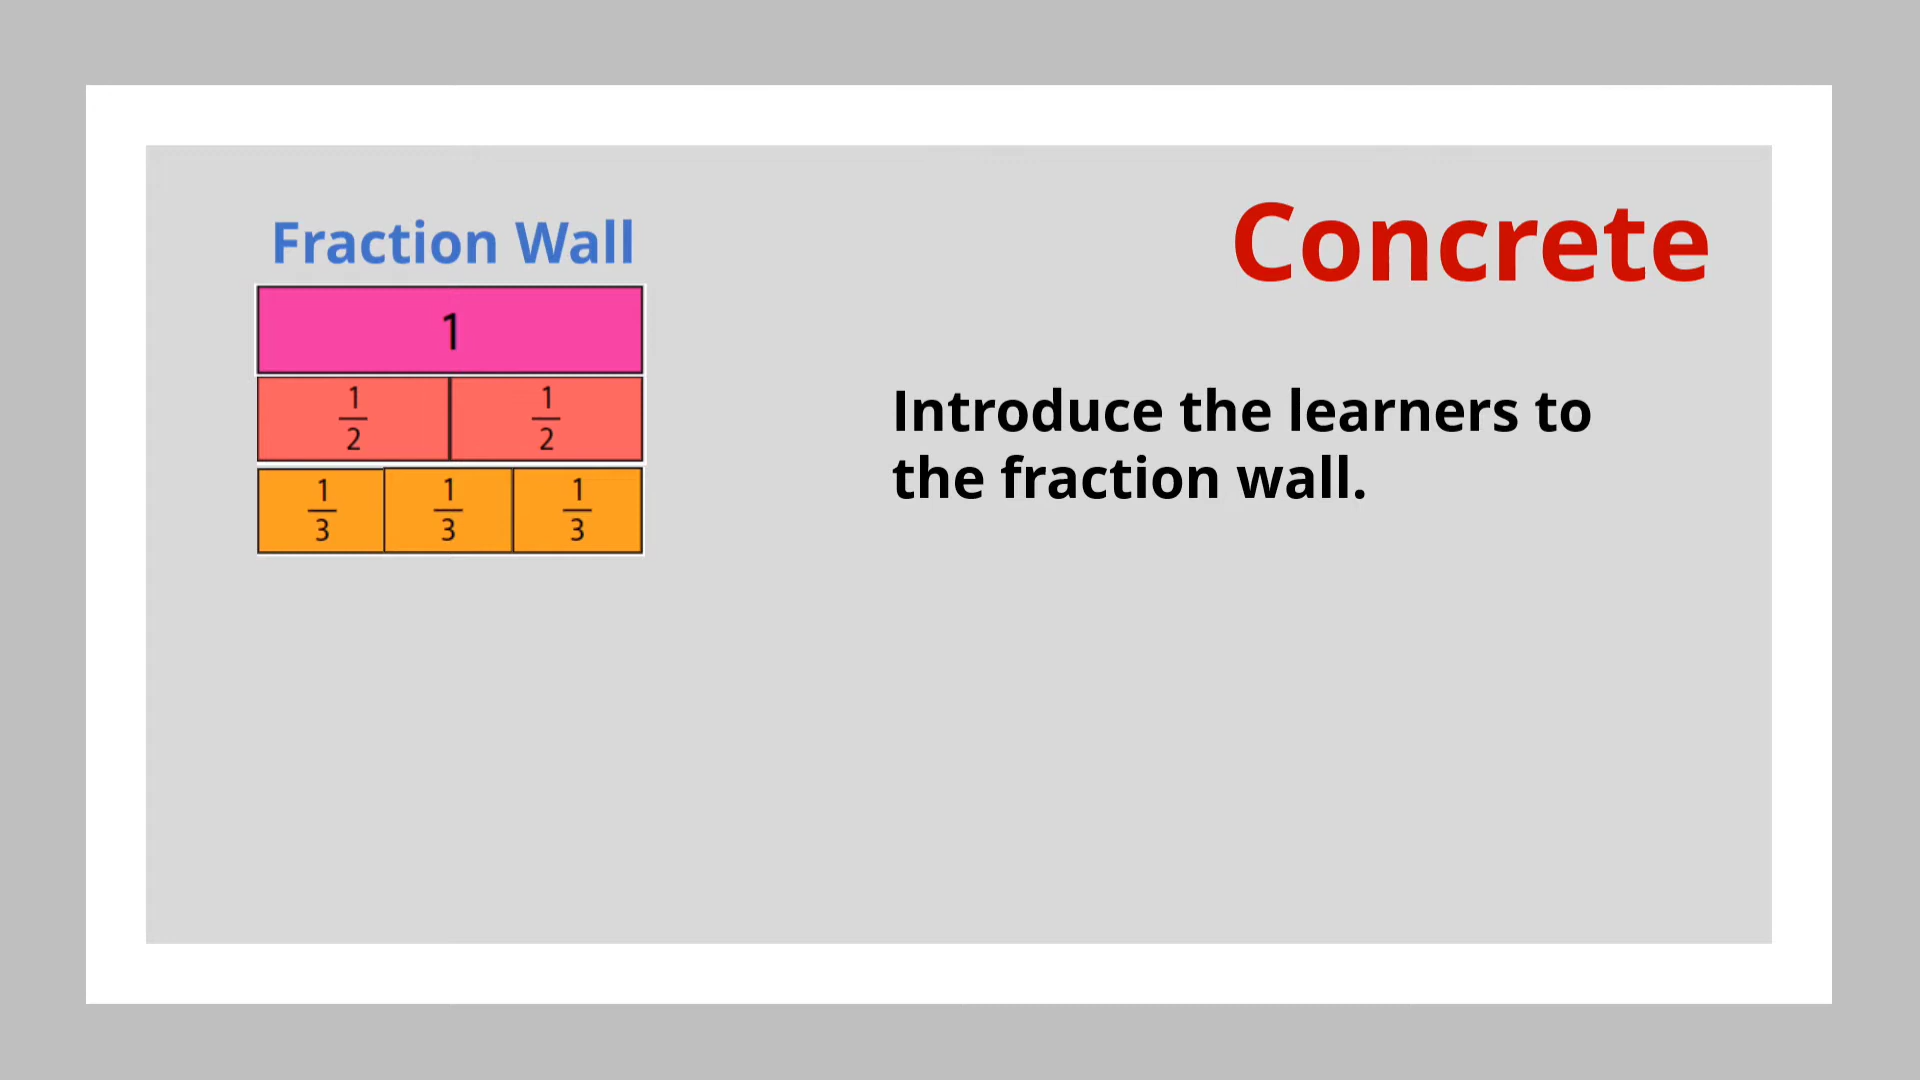 Fraction Wall
Concrete
1
1/2 1/2
1/3 1/3 1/3
Introduce the learners to
the fraction wall.